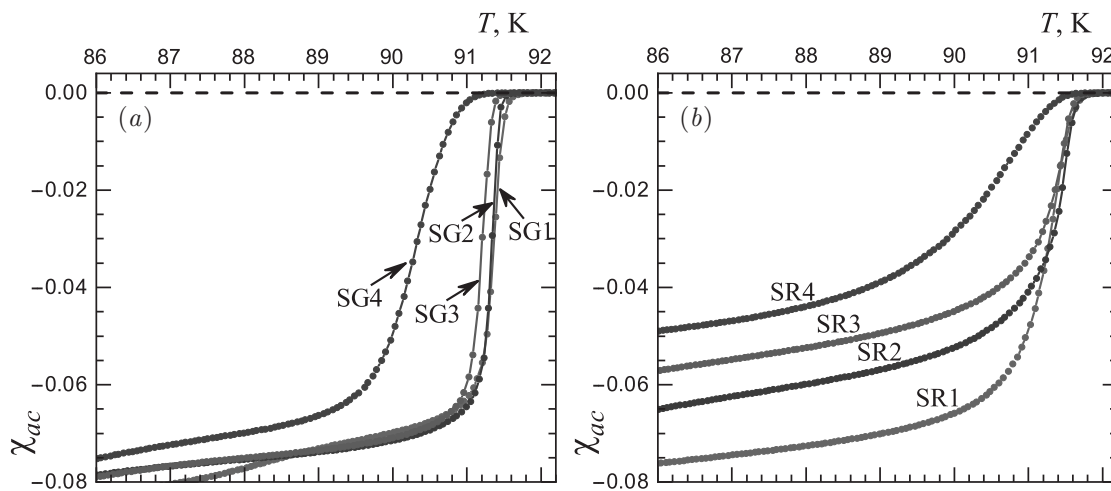 T, K
86 87 88 89 90 91 92
0.00
(a)
−0.02
SG2 SG1
−0.04
SG4 SG3
−0.06
χac
−0.08
T, K
86 87 88 89 90 91 92
0.00
(b)
−0.02
−0.04
SR4
SR3
SR2
−0.06
SR1
χac
−0.08